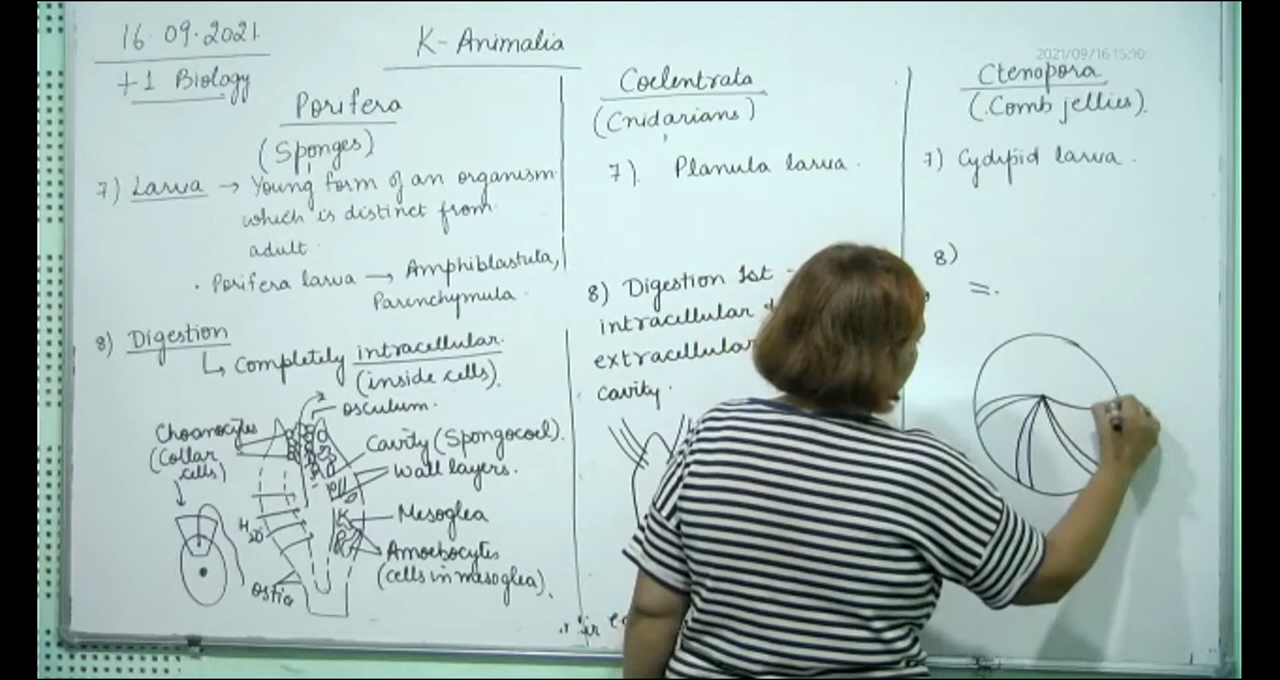 16.09.2021
+1 Biology
K-Animalia
2021/09/16 15:10
Porifera
(Sponges)
7) Larva → Young form of an organism
which is distinct from
adult.
. Porifera larva → Amphiblastula,
Parenchymula.
8) Digestion
↳ Completely intracellular.
(inside cells).
osculum.
Choanocytes
(Collar
cells)
Cavity (Spongocoel).
Wall layers.
Mesoglea
H2O
Amoebocytes
(cells in mesoglea).
Ostia
Coelentrata
(Cnidarians)
7). Planula larva.
8) Digestion 1st
intracellular
extracellular
cavity.
in
Ctenopora
(Comb jellies).
7) Cydipid larva.
8)
=.